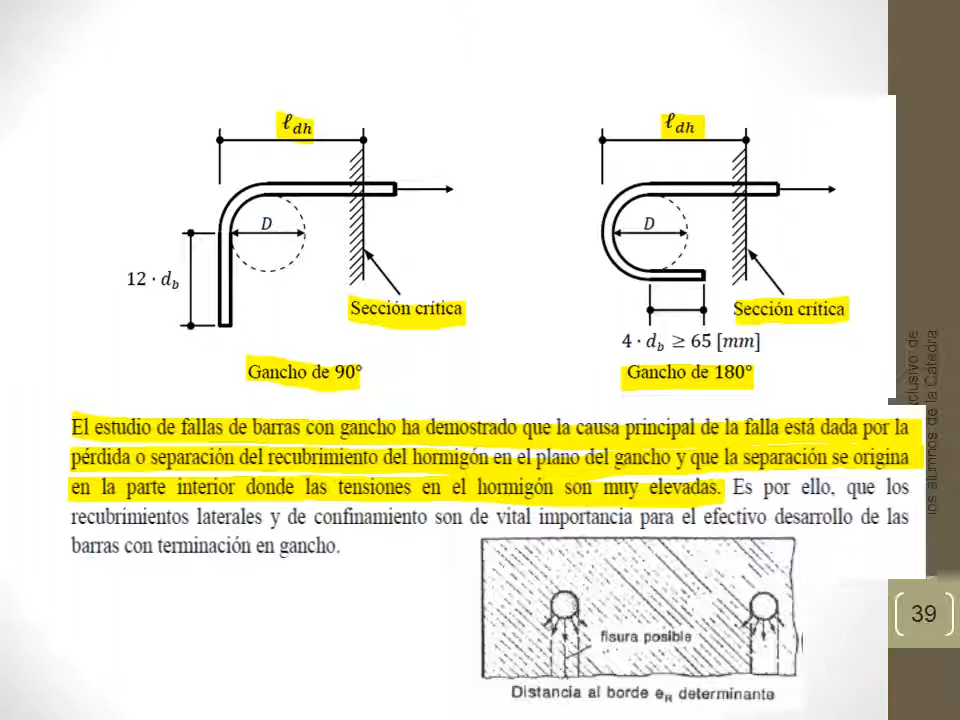 ℓdh
ℓdh
D
D
12 · db
Sección crítica
Sección crítica
4 · db ≥ 65 [mm]
Gancho de 90°
Gancho de 180°
El estudio de fallas de barras con gancho ha demostrado que la causa principal de la falla está dada por la
pérdida o separación del recubrimiento del hormigón en el plano del gancho y que la separación se origina
en la parte interior donde las tensiones en el hormigón son muy elevadas. Es por ello, que los
recubrimientos laterales y de confinamiento son de vital importancia para el efectivo desarrollo de las
barras con terminación en gancho.
fisura posible
Distancia al borde eR determinante
de
los alumnos de la Catedra
39